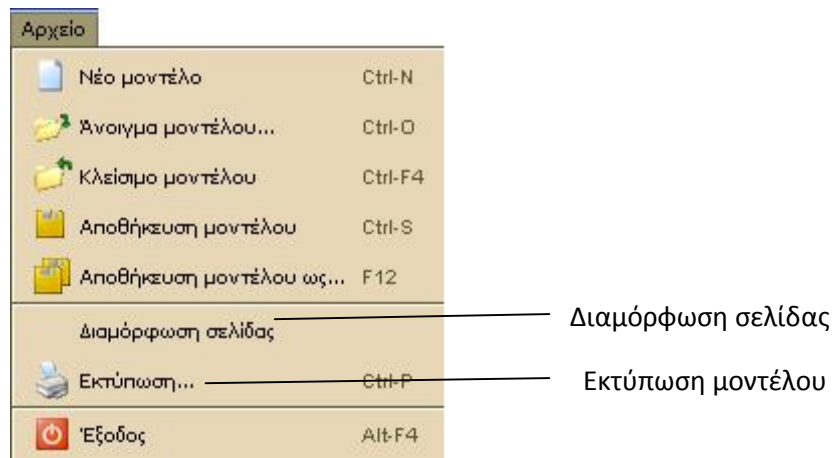 Αρχείο
Νέο μοντέλο Ctrl-N
Άνοιγμα μοντέλου... Ctrl-O
Κλείσιμο μοντέλου Ctrl-F4
Αποθήκευση μοντέλου Ctrl-S
Αποθήκευση μοντέλου ως... F12
Διαμόρφωση σελίδας Διαμόρφωση σελίδας
Εκτύπωση... Ctrl-P Εκτύπωση μοντέλου
Έξοδος Alt-F4